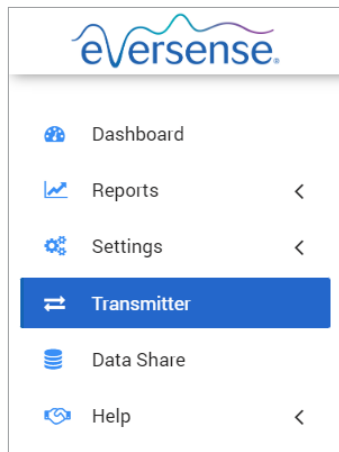 eversense.
Dashboard
Reports
Settings
Transmitter
Data Share
Help